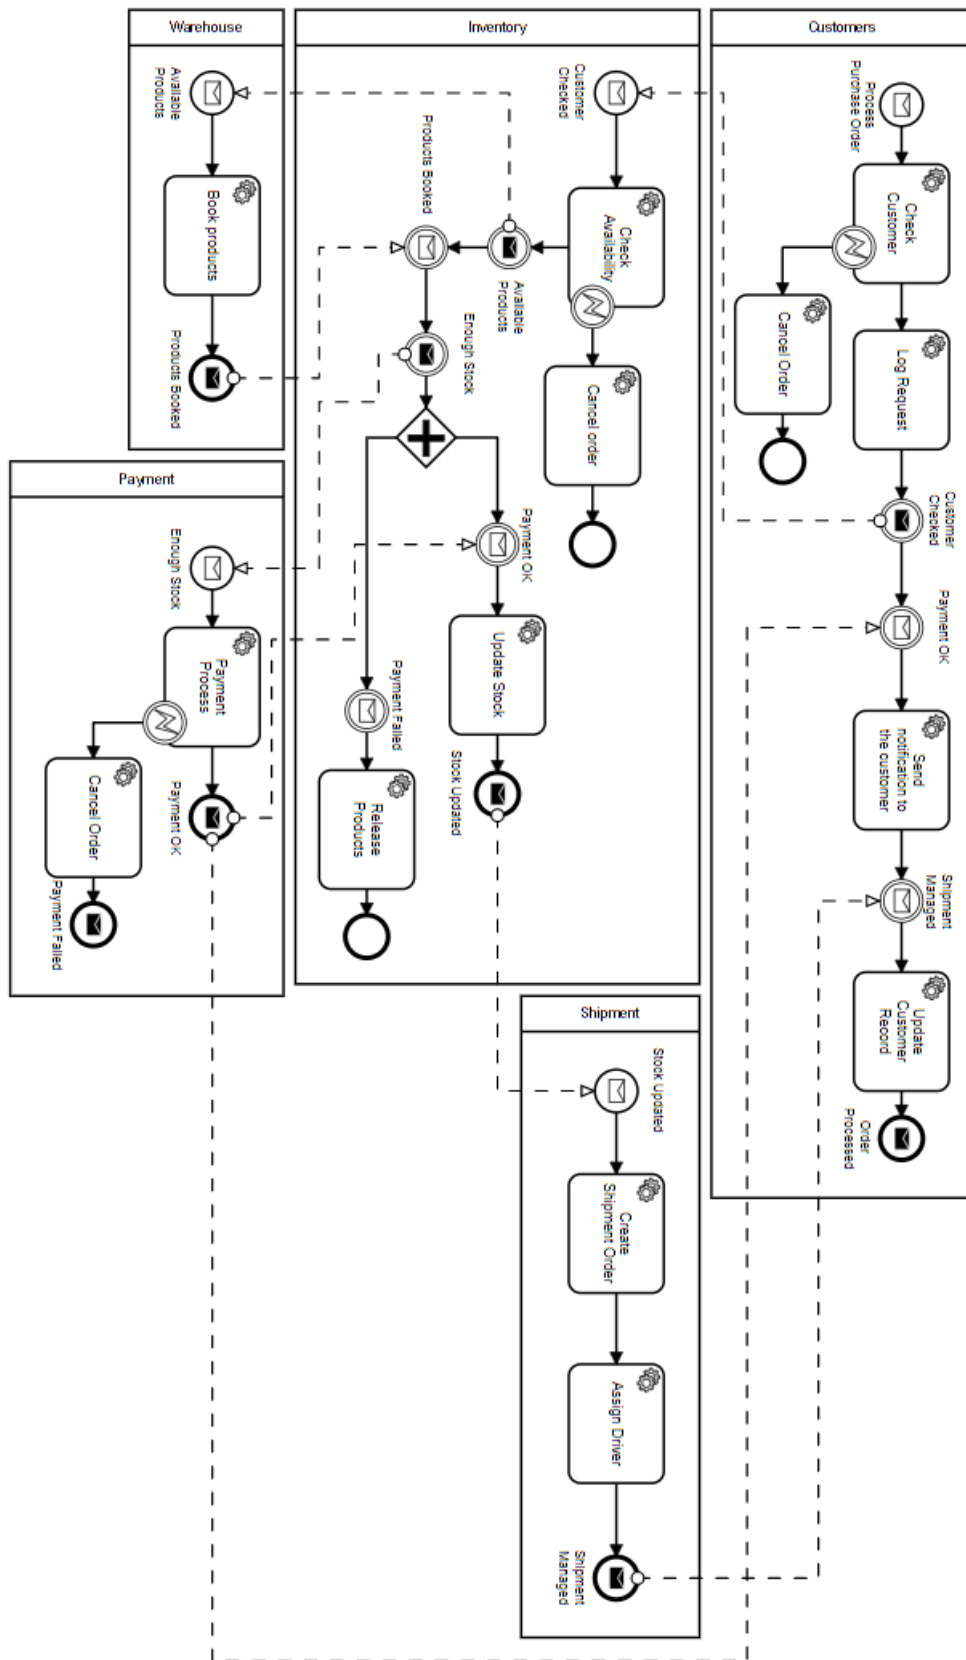 Customers
Process
Purchase Order
Check
Customer
Cancel Order
Log Request
Customer
Checked
Payment OK
Send
notification to
the customer
Shipment
Managed
Update
Customer
Record
Order
Processed
Inventory
Customer
Checked
Check
Availability
Cancel order
Available
Products
Products Booked
Enough Stock
Payment OK
Update Stock
Stock Updated
Payment Failed
Release
Products
Warehouse
Available
Products
Book products
Products Booked
Payment
Enough Stock
Payment
Process
Payment OK
Cancel Order
Payment Failed
Shipment
Stock Updated
Create
Shipment Order
Assign Driver
Shipment
Managed